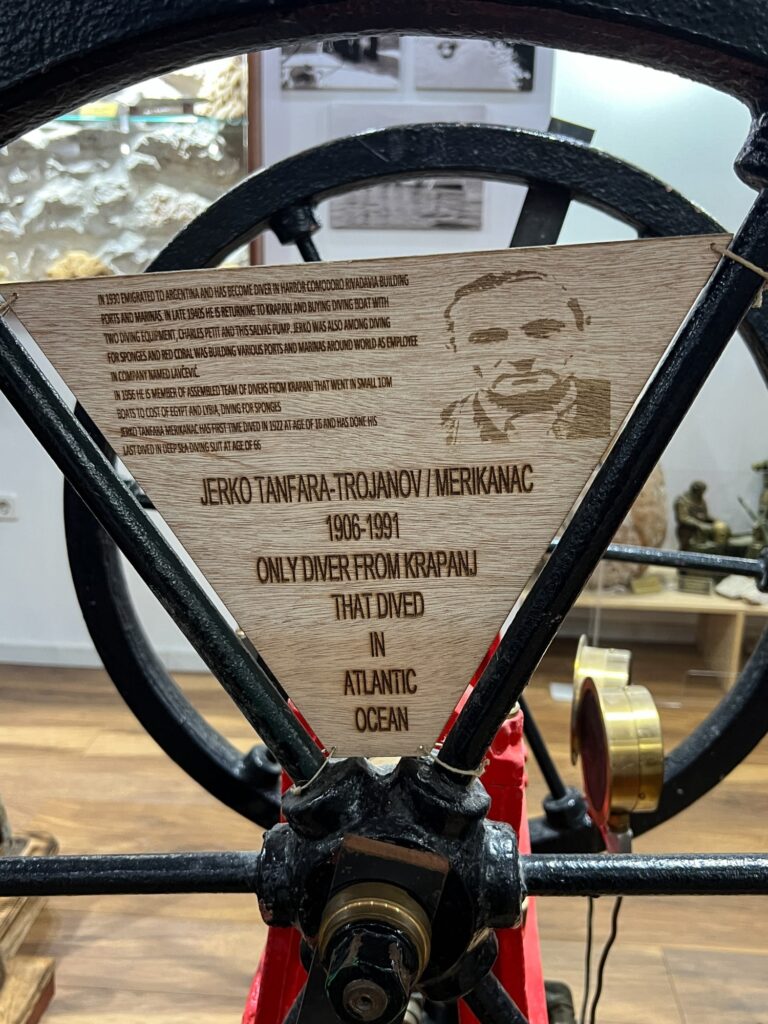 IN 1930 EMIGRATED TO ARGENTINA AND HAS BECOME DIVER IN HARBOR COMODORO RIVADAVIA BUILDING
PORTS AND MARINAS. IN LATE 1940S HE IS RETURNING TO KRAPANJ AND BUYING DIVING BOAT WITH
TWO DIVING EQUIPMENT, CHARLES PETIT AND THIS SALVAS PUMP. JERKO WAS ALSO AMONG DIVING
FOR SPONGES AND RED CORAL WAS BUILDING VARIOUS PORTS AND MARINAS AROUND WORLD AS EMPLOYEE
IN COMPANY NAMED LAVČEVIĆ.
IN 1956 HE IS MEMBER OF ASSEMBLED TEAM OF DIVERS FROM KRAPANJ THAT WENT IN SMALL 10M
BOATS TO COST OF EGYPT AND LYBIA, DIVING FOR SPONGES
JERKO TANFARA MERIKANAC HAS FIRST TIME DIVED IN 1922 AT AGE OF 16 AND HAS DONE HIS
LAST DIVED IN DEEP SEA DIVING SUIT AT AGE OF 66
JERKO TANFARA-TROJANOV / MERIKANAC
1906-1991
ONLY DIVER FROM KRAPANJ
THAT DIVED
IN
ATLANTIC
OCEAN